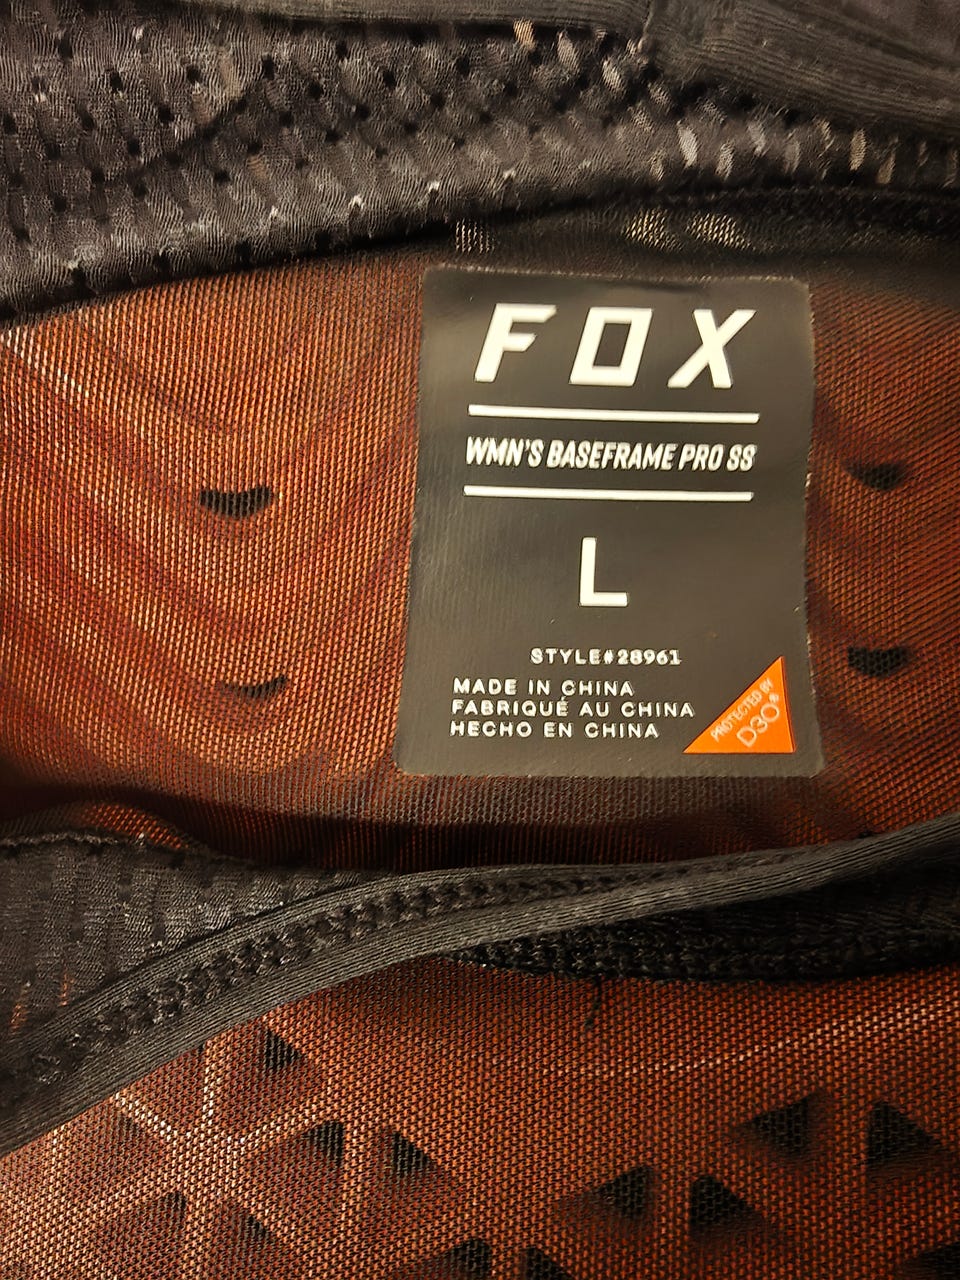 FOX
WMN'S BASEFRAME PRO SS
L
STYLE#28961
MADE IN CHINA
FABRIQUÉ AU CHINA
HECHO EN CHINA
PROTECTED BY
D3O®